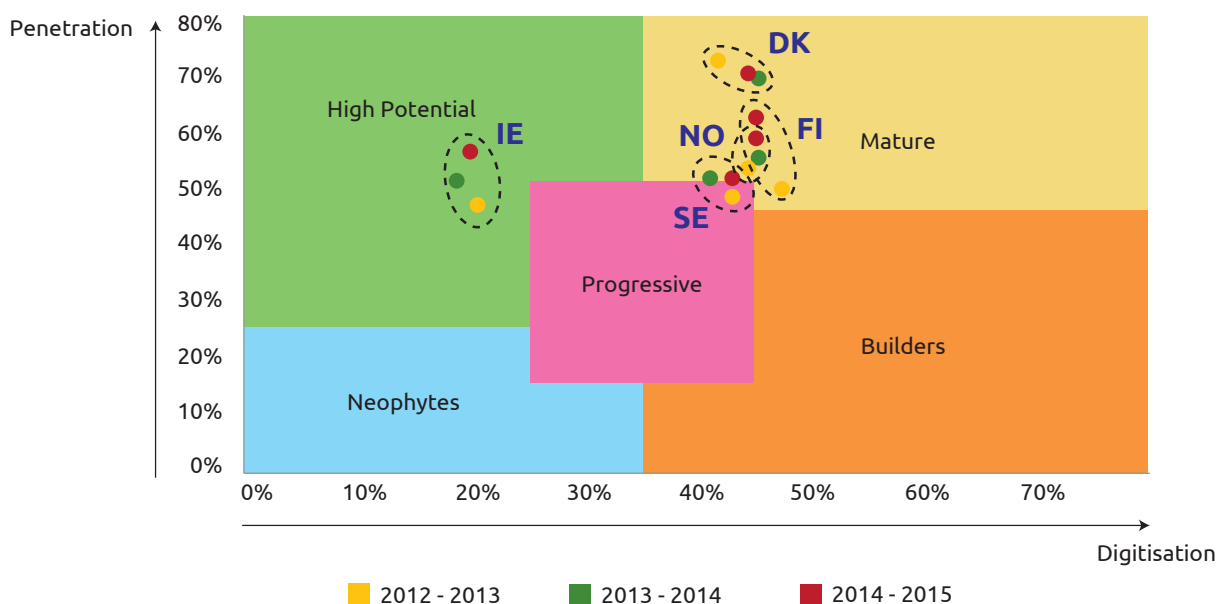 Penetration
80%
70%
60%
50%
40%
30%
20%
10%
0%
High Potential
IE
DK
NO
FI
Mature
SE
Progressive
Builders
Neophytes
0% 10% 20% 30% 40% 50% 60% 70%
Digitisation
2012 - 2013 2013 - 2014 2014 - 2015